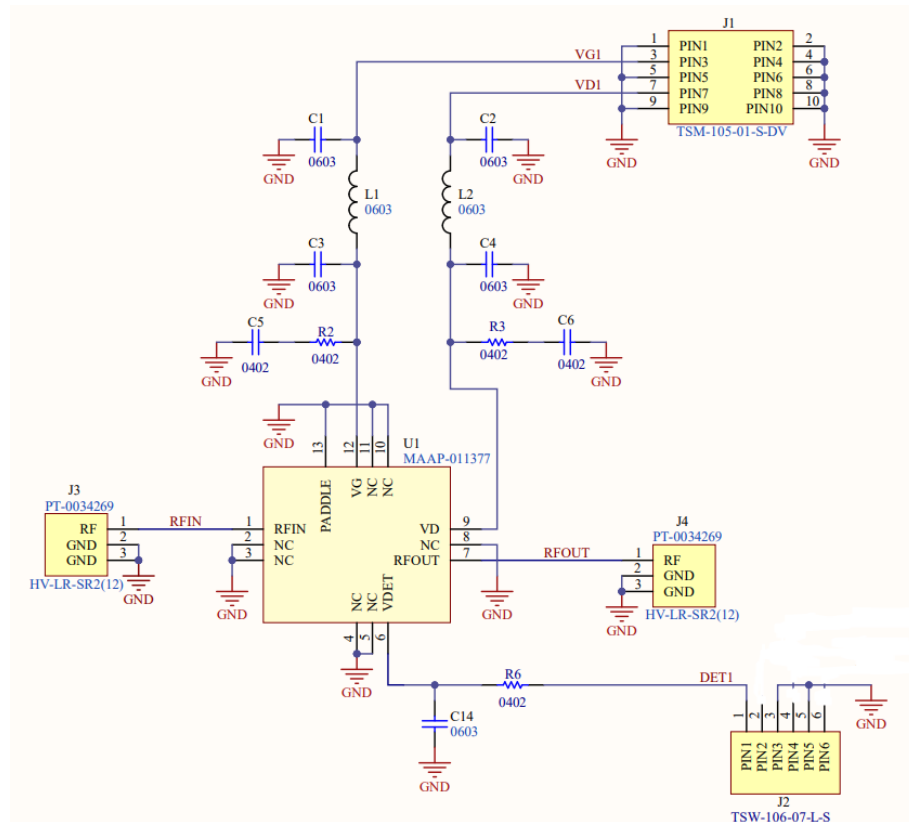 J1
1 PIN1 PIN2 2
VG1 3 PIN3 PIN4 4
5 PIN5 PIN6 6
VD1 7 PIN7 PIN8 8
9 PIN9 PIN10 10
TSM-105-01-S-DV
GND GND
C1 C2
0603 0603
GND GND
L1 L2
0603 0603
C3 C4
0603 0603
GND GND
C5 R2 R3 C6
0402 0402 0402 0402
GND GND
GND
13 12 11 10
U1
MAAP-011377
PADDLE VG NC NC
J3
PT-0034269
RF 1 RFIN 1 RFIN VD 9
GND 2 2 NC NC 8
GND 3 3 NC RFOUT 7 RFOUT
HV-LR-SR2(12)
GND GND GND
J4
PT-0034269
1 RF
2 GND
3 GND
HV-LR-SR2(12)
GND
NC NC VDET
4 5 6
GND
R6 DET1
0402
C14
0603
GND
GND
1 2 3 4 5 6
PIN1 PIN2 PIN3 PIN4 PIN5 PIN6
J2
TSW-106-07-L-S